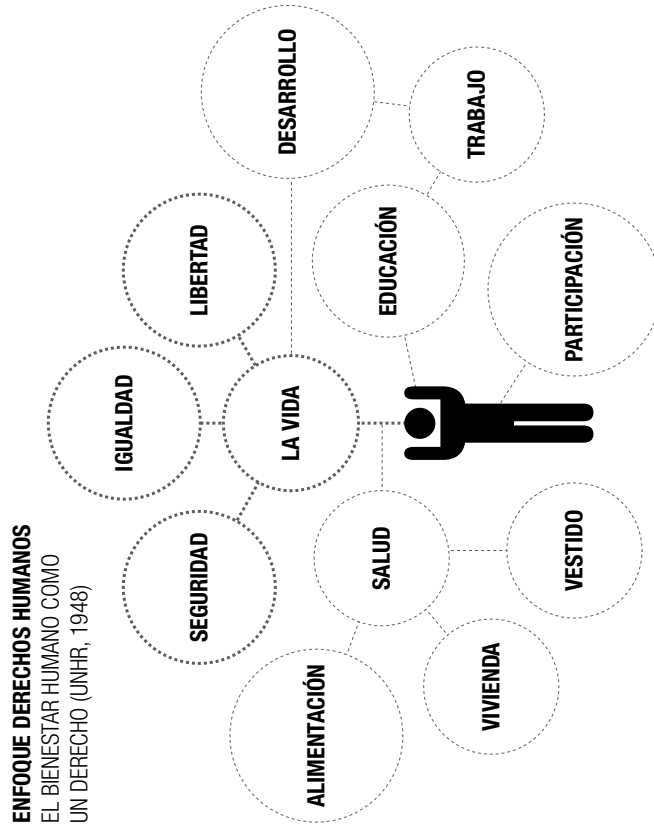 ENFOQUE DERECHOS HUMANOS
EL BIENESTAR HUMANO COMO
UN DERECHO (UNHR, 1948)
SEGURIDAD
IGUALDAD
LIBERTAD
LA VIDA
DESARROLLO
ALIMENTACIÓN
SALUD
EDUCACIÓN
TRABAJO
VIVIENDA
VESTIDO
PARTICIPACIÓN